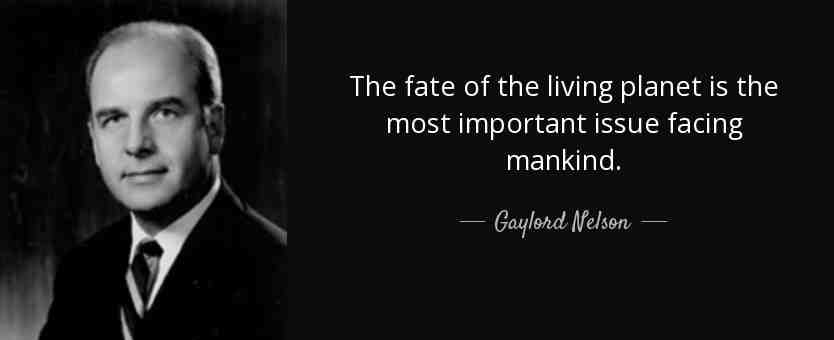 The fate of the living planet is the
most important issue facing
mankind.
Gaylord Nelson